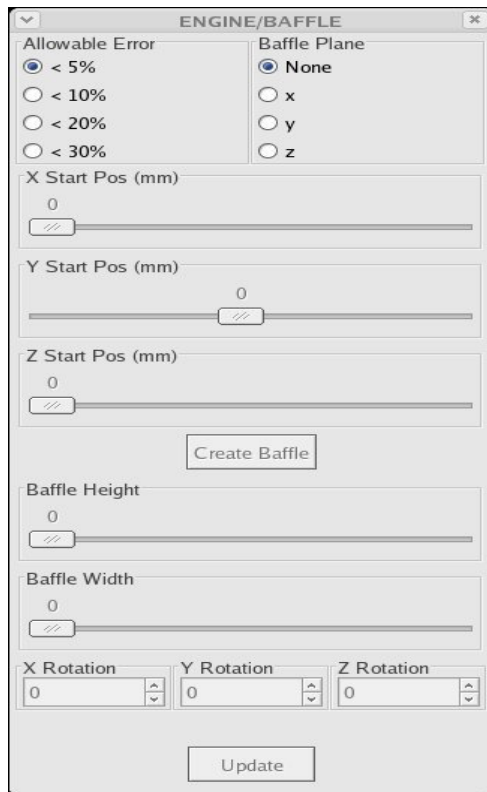 ENGINE/BAFFLE
Allowable Error
< 5%
< 10%
< 20%
< 30%
Baffle Plane
None
x
y
z
X Start Pos (mm)
0
Y Start Pos (mm)
0
Z Start Pos (mm)
0
Create Baffle
Baffle Height
0
Baffle Width
0
X Rotation
0
Y Rotation
0
Z Rotation
0
Update